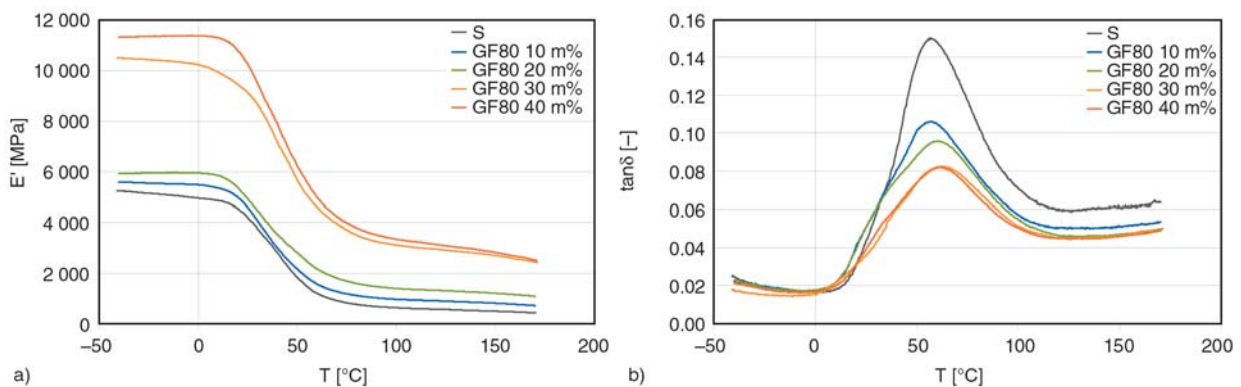 12 000
10 000
8 000
6 000
4 000
2 000
0
E' [MPa]
S
GF80 10 m%
GF80 20 m%
GF80 30 m%
GF80 40 m%
−50
0
50
100
150
200
T [°C]
a)
0.16
0.14
0.12
0.10
0.08
0.06
0.04
0.02
0.00
tanδ [–]
S
GF80 10 m%
GF80 20 m%
GF80 30 m%
GF80 40 m%
−50
0
50
100
150
200
T [°C]
b)